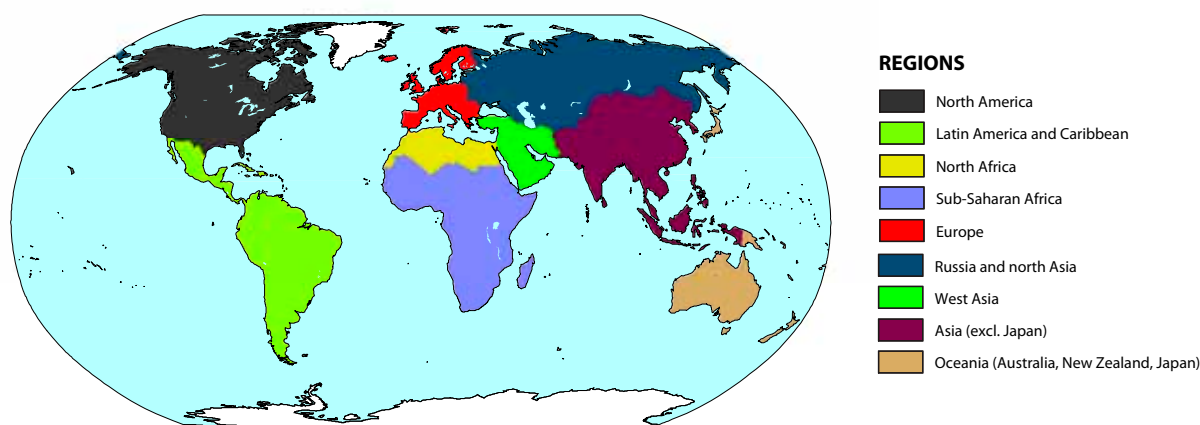 REGIONS
North America
Latin America and Caribbean
North Africa
Sub-Saharan Africa
Europe
Russia and north Asia
West Asia
Asia (excl. Japan)
Oceania (Australia, New Zealand, Japan)